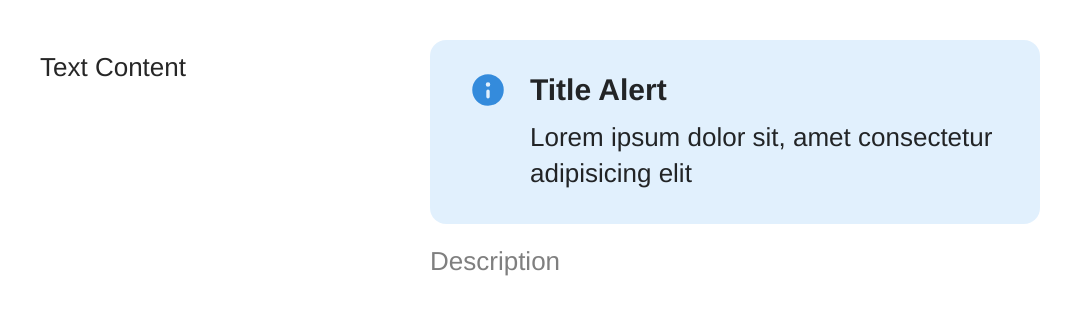 Text Content
Title Alert
Lorem ipsum dolor sit, amet consectetur
adipisicing elit
Description